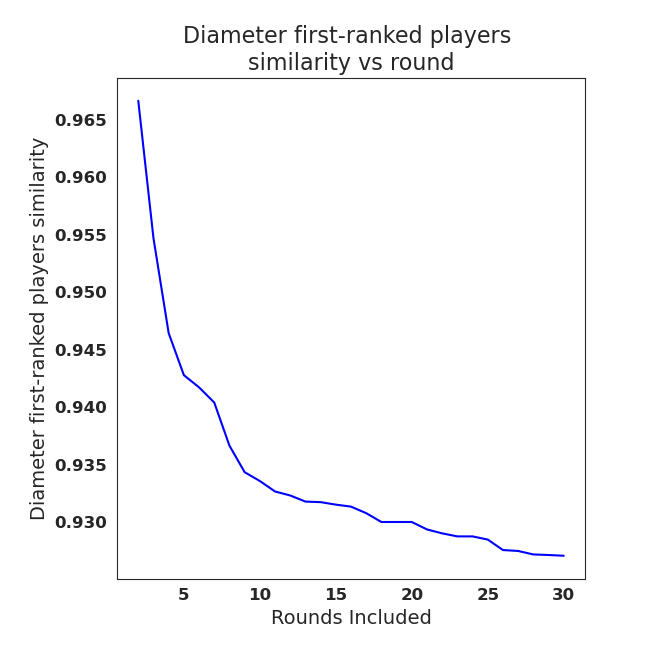 Diameter first-ranked players
similarity vs round
Diameter first-ranked players similarity
0.965
0.960
0.955
0.950
0.945
0.940
0.935
0.930
5 10 15 20 25 30
Rounds Included